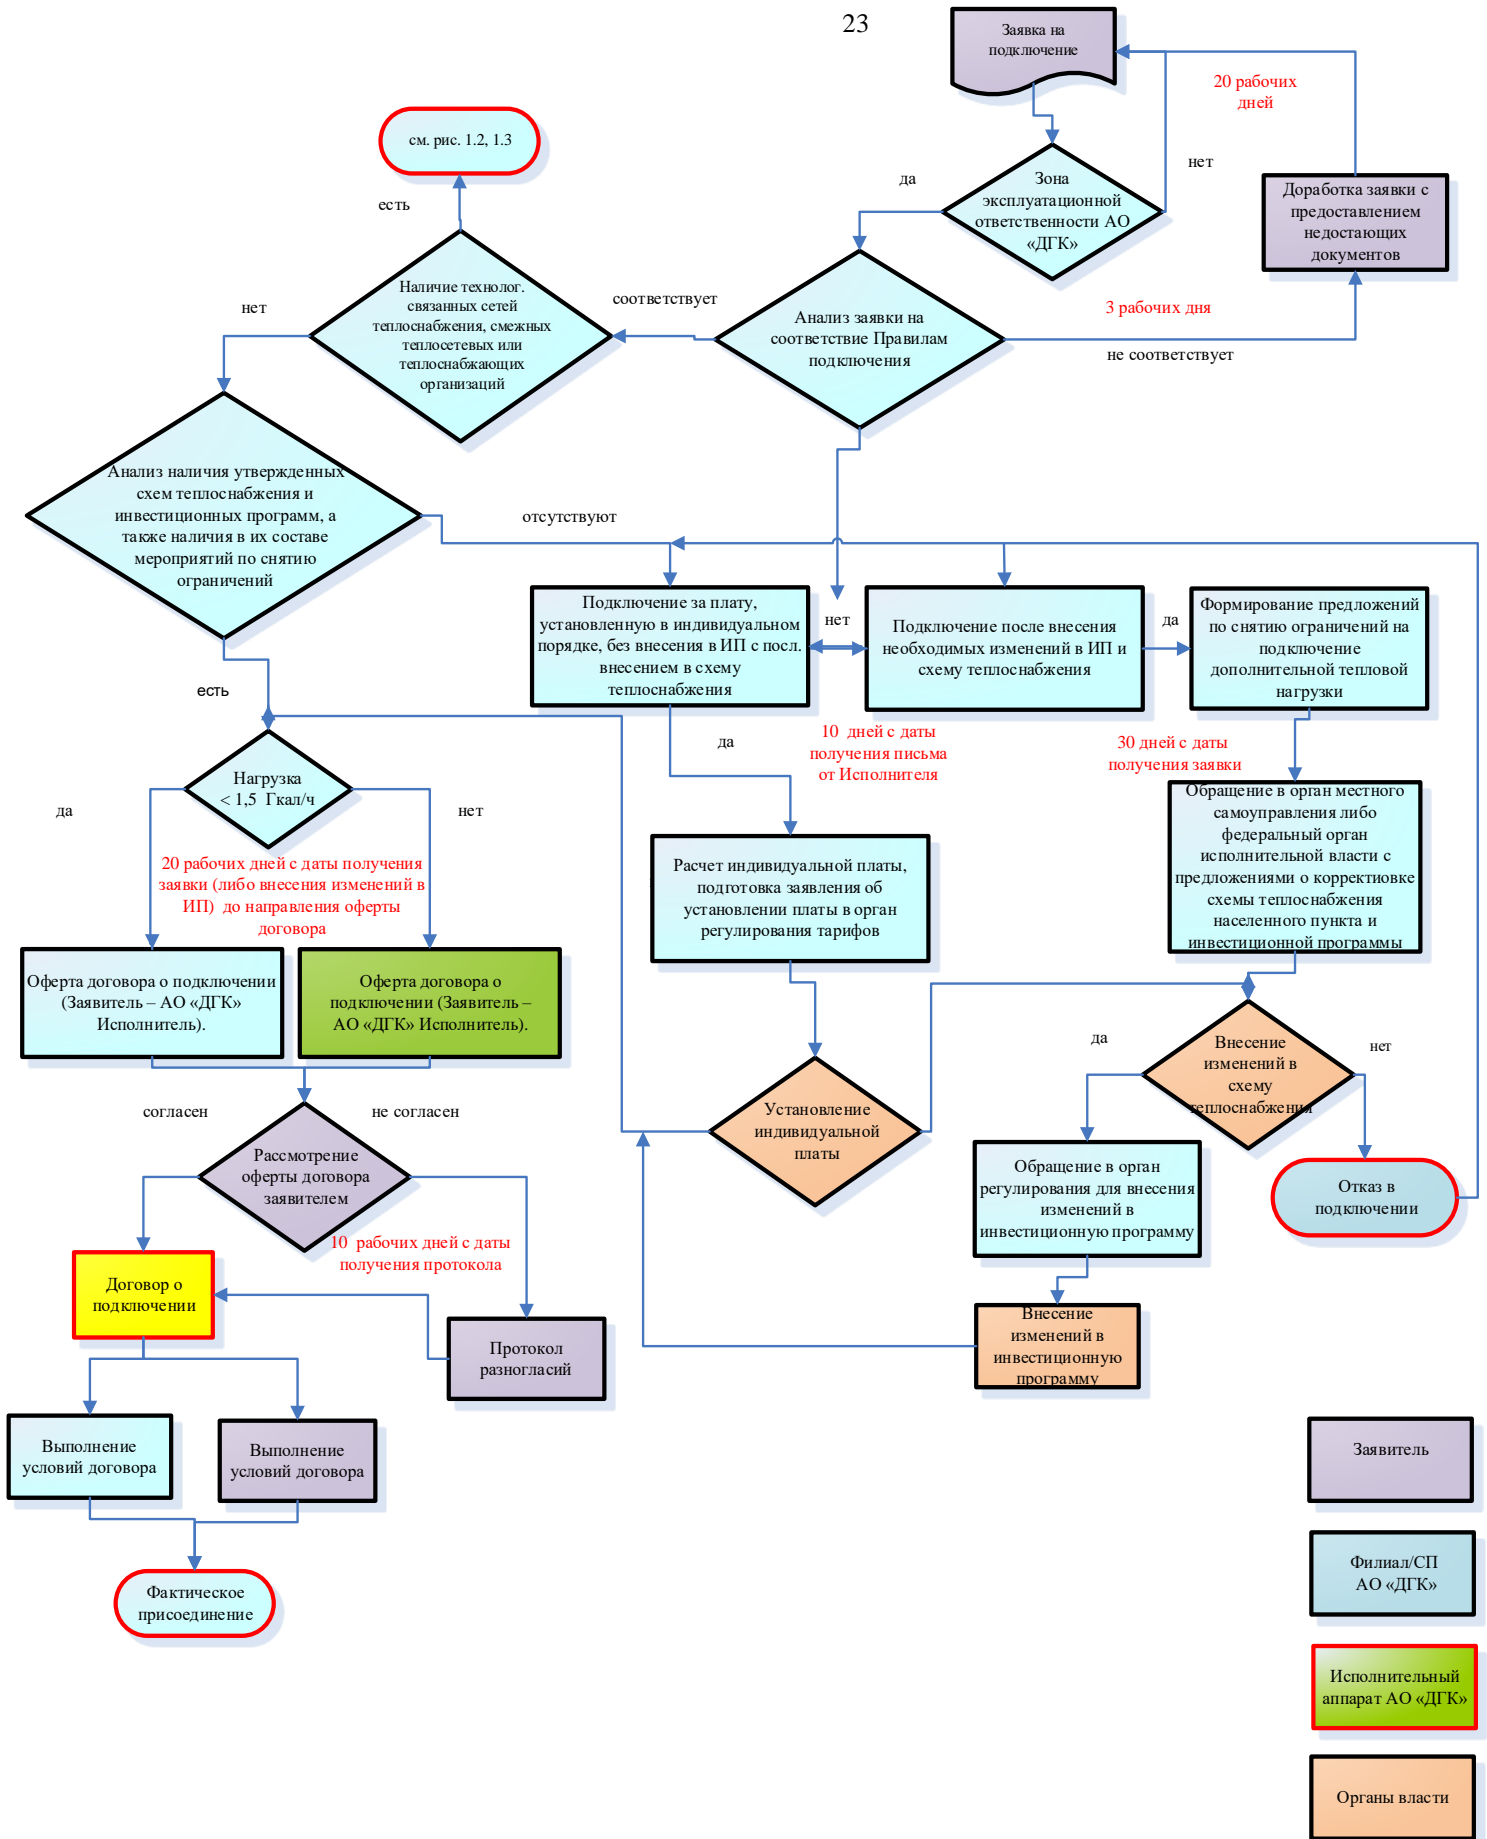 23
Заявка на
подключение
20 рабочих
дней
см. рис. 1.2, 1.3
нет
да
Зона
эксплуатационной
ответственности АО
«ДГК»
Доработка заявки с
предоставлением
недостающих
документов
есть
Наличие технолог.
связанных сетей
теплоснабжения, смежных
теплосетевых или
теплоснабжающих
организаций
нет
соответствует
Анализ заявки на
соответствие Правилам
подключения
3 рабочих дня
не соответствует
Анализ наличия утвержденных
схем теплоснабжения и
инвестиционных программ, а
также наличия в их составе
мероприятий по снятию
ограничений
отсутствуют
Подключение за плату,
установленную в индивидуальном
порядке, без внесения в ИП с посл.
внесением в схему
теплоснабжения
нет
Подключение после внесения
необходимых изменений в ИП и
схему теплоснабжения
да
Формирование предложений
по снятию ограничений на
подключение
дополнительной тепловой
нагрузки
есть
да
10 дней с даты
получения письма
от Исполнителя
30 дней с даты
получения заявки
Нагрузка
< 1,5 Гкал/ч
да
нет
20 рабочих дней с даты получения
заявки (либо внесения изменений в
ИП) до направления оферты
договора
Расчет индивидуальной платы,
подготовка заявления об
установлении платы в орган
регулирования тарифов
Обращение в орган местного
самоуправления либо
федеральный орган
исполнительной власти с
предложениями о корректиовке
схемы теплоснабжения
населенного пункта и
инвестиционной программы
Оферта договора о подключении
(Заявитель – АО «ДГК»
Исполнитель).
Оферта договора о
подключении (Заявитель –
АО «ДГК» Исполнитель).
да
Внесение
изменений в
схему
теплоснабжения
нет
согласен
не согласен
Установление
индивидуальной
платы
Рассмотрение
оферты договора
заявителем
Обращение в орган
регулирования для внесения
изменений в
инвестиционную программу
Отказ в
подключении
10 рабочих дней с даты
получения протокола
Договор о
подключении
Протокол
разногласий
Внесение
изменений в
инвестиционную
программу
Выполнение
условий договора
Выполнение
условий договора
Заявитель
Фактическое
присоединение
Филиал/СП
АО «ДГК»
Исполнительный
аппарат АО «ДГК»
Органы власти